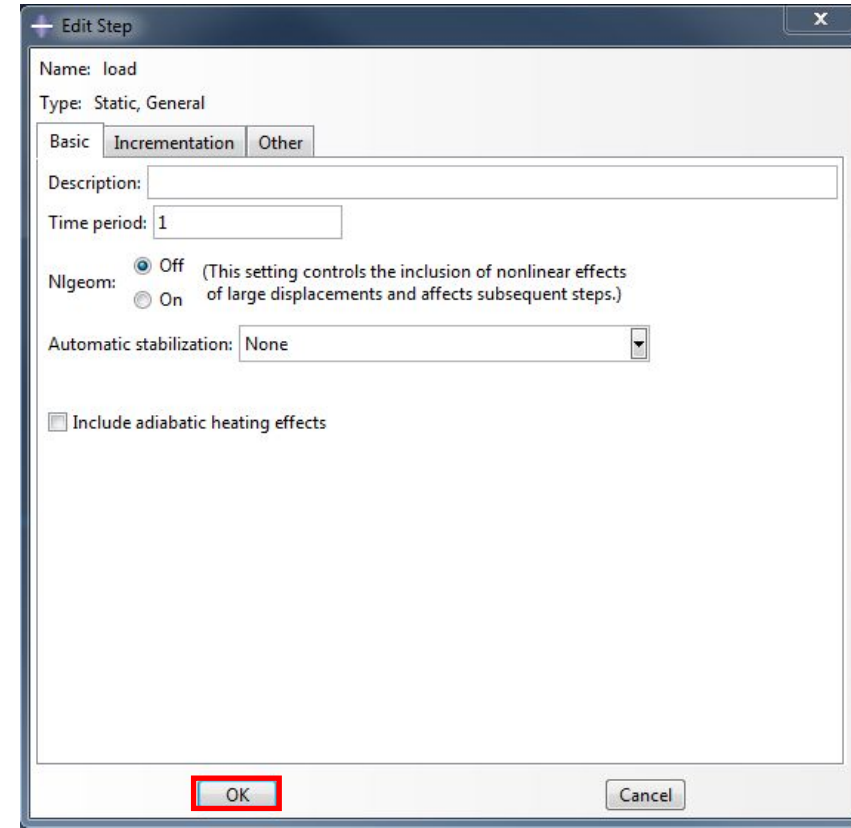 Edit Step
X
Name: load
Type: Static, General
Basic Incrementation Other
Description:
Time period: 1
Nlgeom: Off (This setting controls the inclusion of nonlinear effects
On of large displacements and affects subsequent steps.)
Automatic stabilization: None
Include adiabatic heating effects
OK Cancel